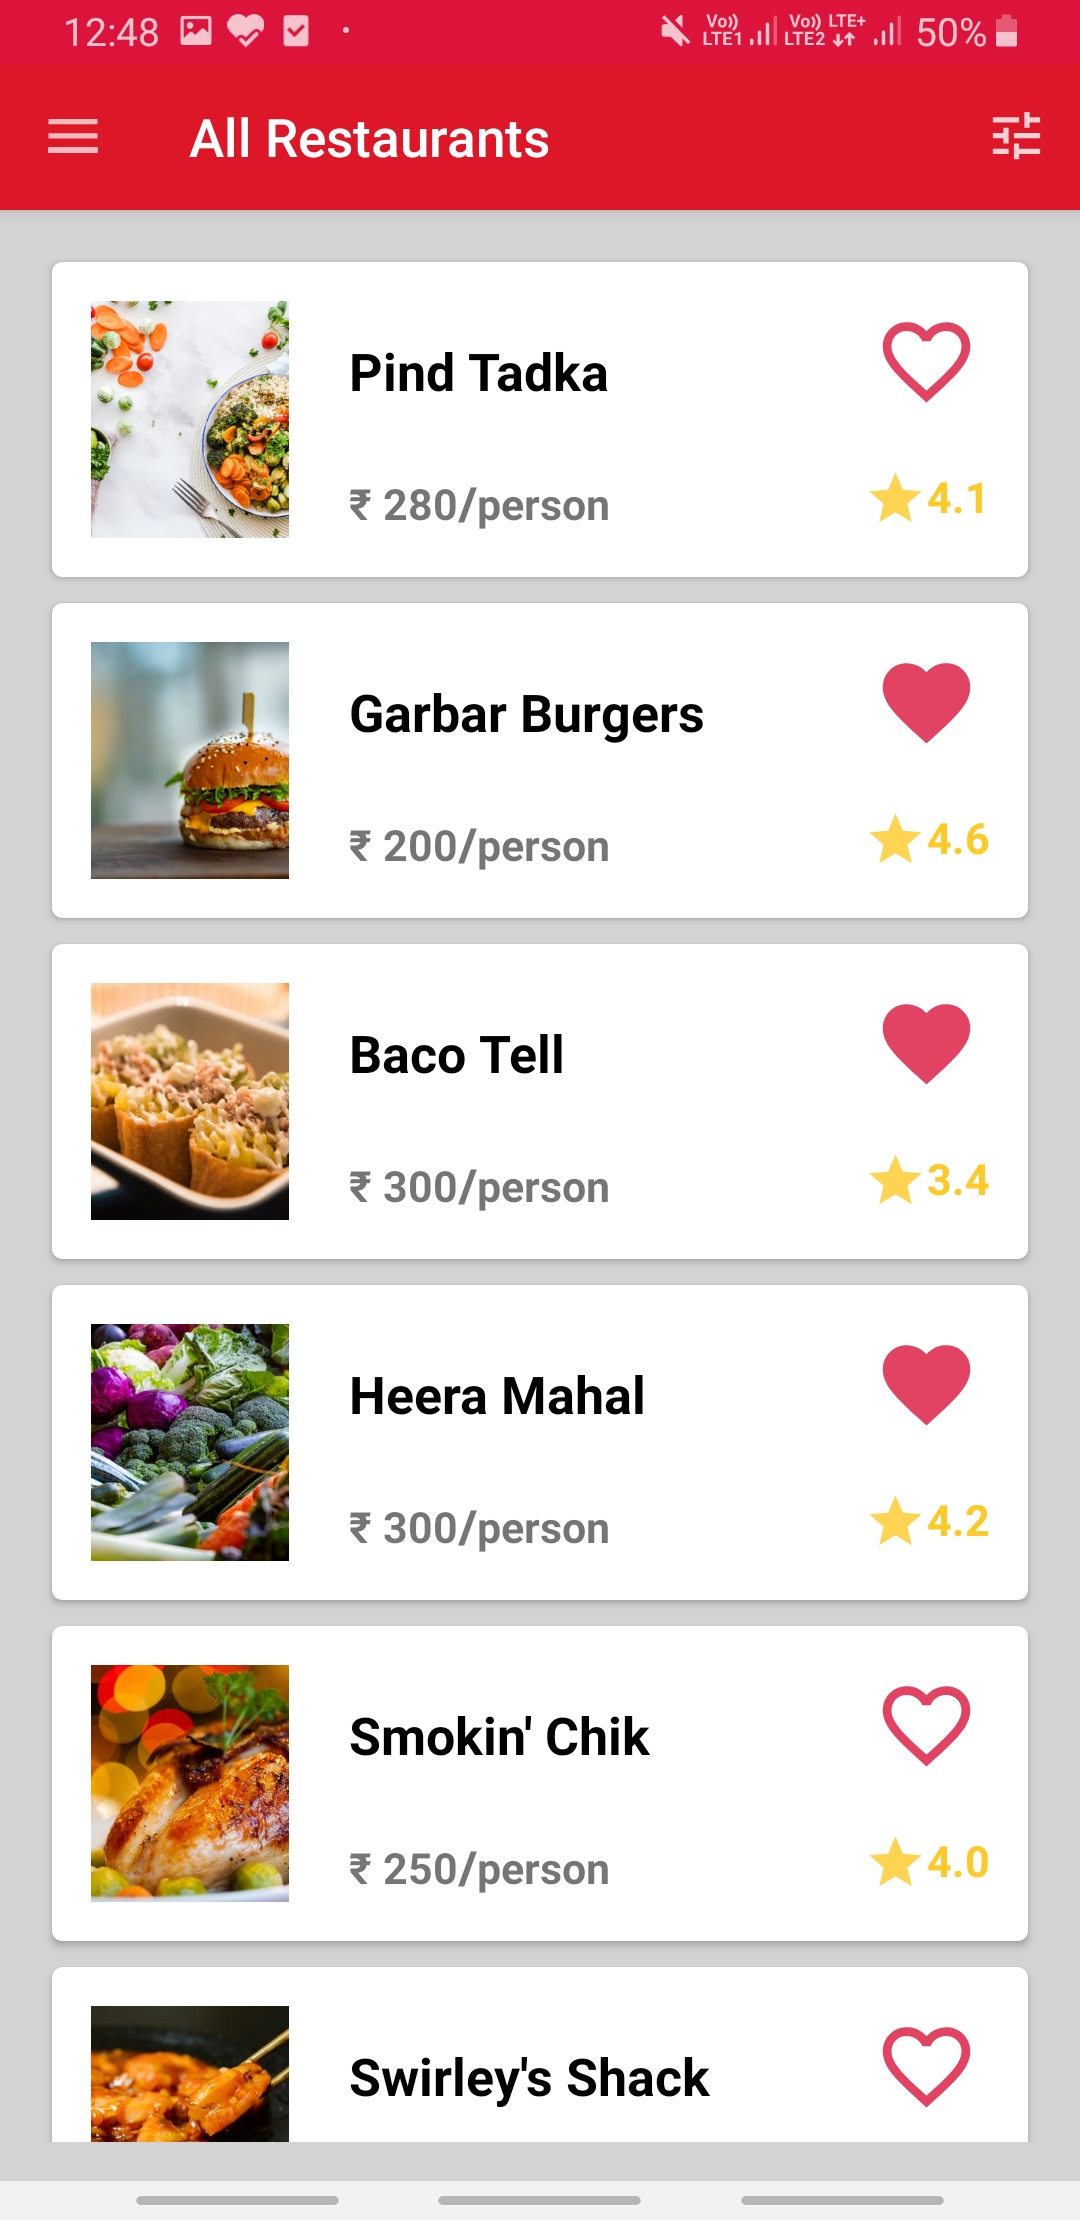 12:48 Vo)) LTE1 Vo)) LTE+ LTE2 50%
All Restaurants
Pind Tadka
₹ 280/person 4.1
Garbar Burgers
₹ 200/person 4.6
Baco Tell
₹ 300/person 3.4
Heera Mahal
₹ 300/person 4.2
Smokin' Chik
₹ 250/person 4.0
Swirley's Shack